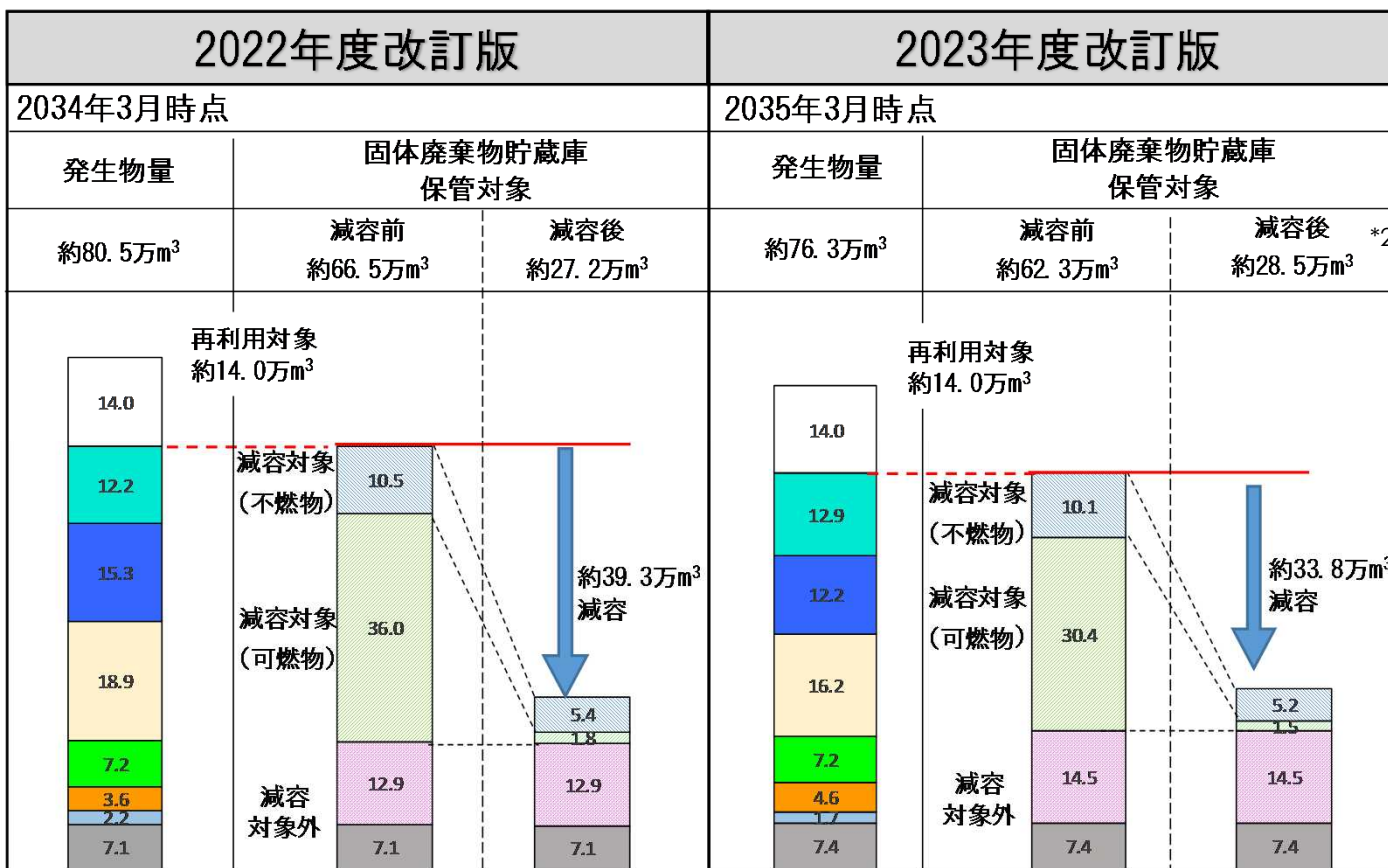 2022年度改訂版
2034年3月時点
発生物量
固体廃棄物貯蔵庫
保管対象
約80.5万m³
減容前
約66.5万m³
減容後
約27.2万m³
再利用対象
約14.0万m³
14.0
12.2
15.3
18.9
7.2
3.6
2.2
7.1
減容対象
(不燃物)
減容対象
(可燃物)
減容
対象外
10.5
36.0
12.9
7.1
約39.3万m³
減容
5.4
1.8
12.9
7.1
2023年度改訂版
2035年3月時点
発生物量
固体廃棄物貯蔵庫
保管対象
約76.3万m³
減容前
約62.3万m³
減容後
約28.5万m³
*2
再利用対象
約14.0万m³
14.0
12.9
12.2
16.2
7.2
4.6
1.7
7.4
減容対象
(不燃物)
減容対象
(可燃物)
減容
対象外
10.1
30.4
14.5
7.4
約33.8万m³
減容
5.2
1.5
14.5
7.4